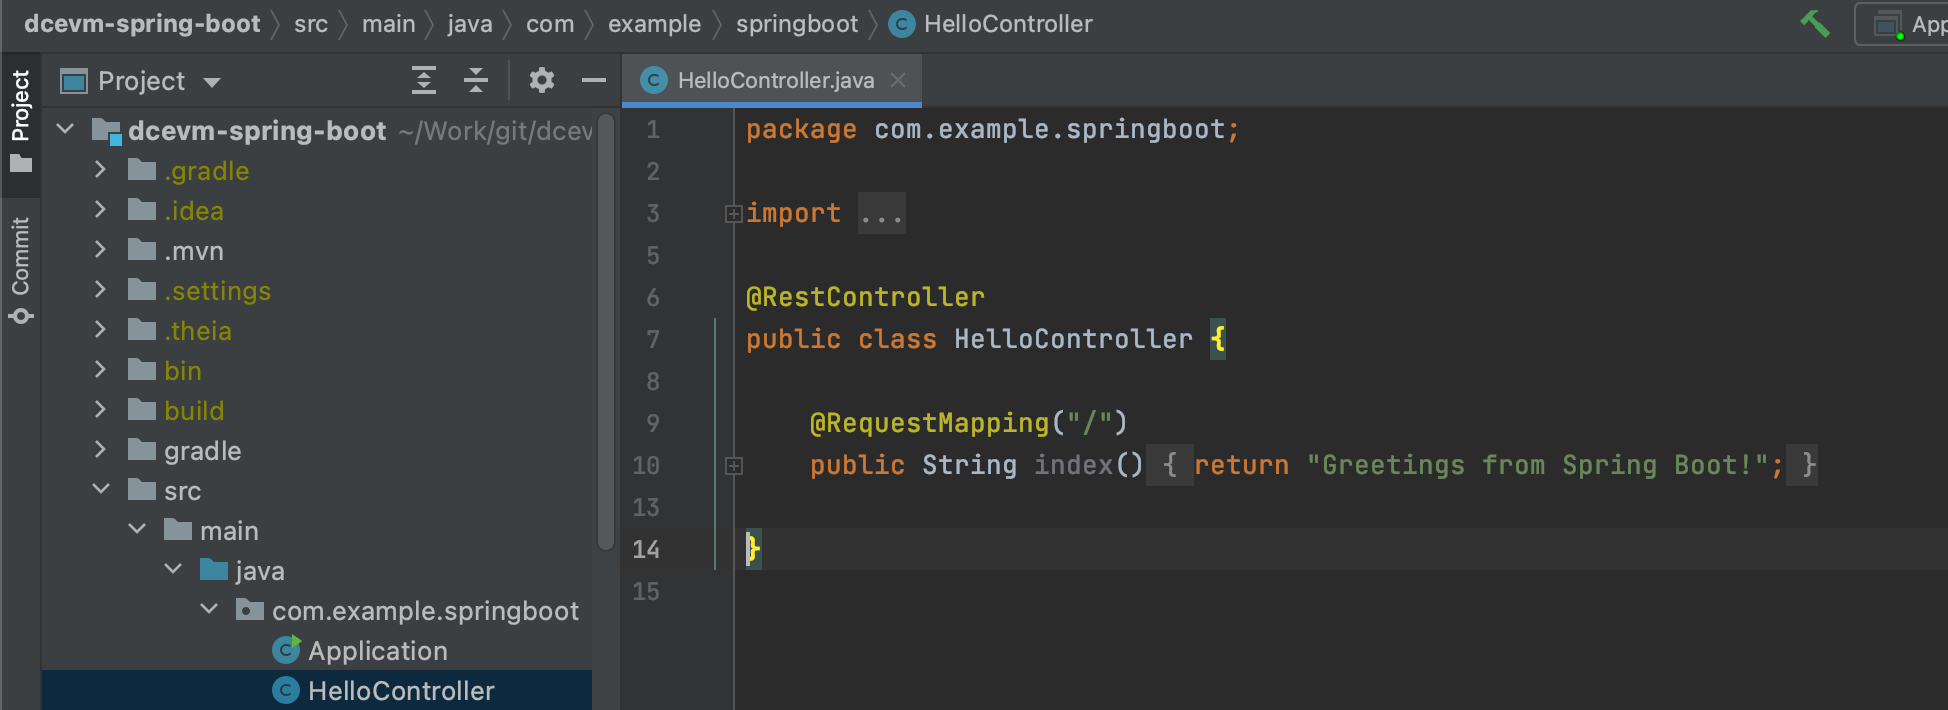 dcevm-spring-boot src main java com example springboot HelloController App
Project
Commit
Project
dcevm-spring-boot ~/Work/git/dcev
.gradle
.idea
.mvn
.settings
.theia
bin
build
gradle
src
main
java
com.example.springboot
Application
HelloController
HelloController.java
1 package com.example.springboot;
2
3 import ...
5
6 @RestController
7 public class HelloController {
8
9 @RequestMapping("/")
10 public String index() { return "Greetings from Spring Boot!"; }
13
14 }
15